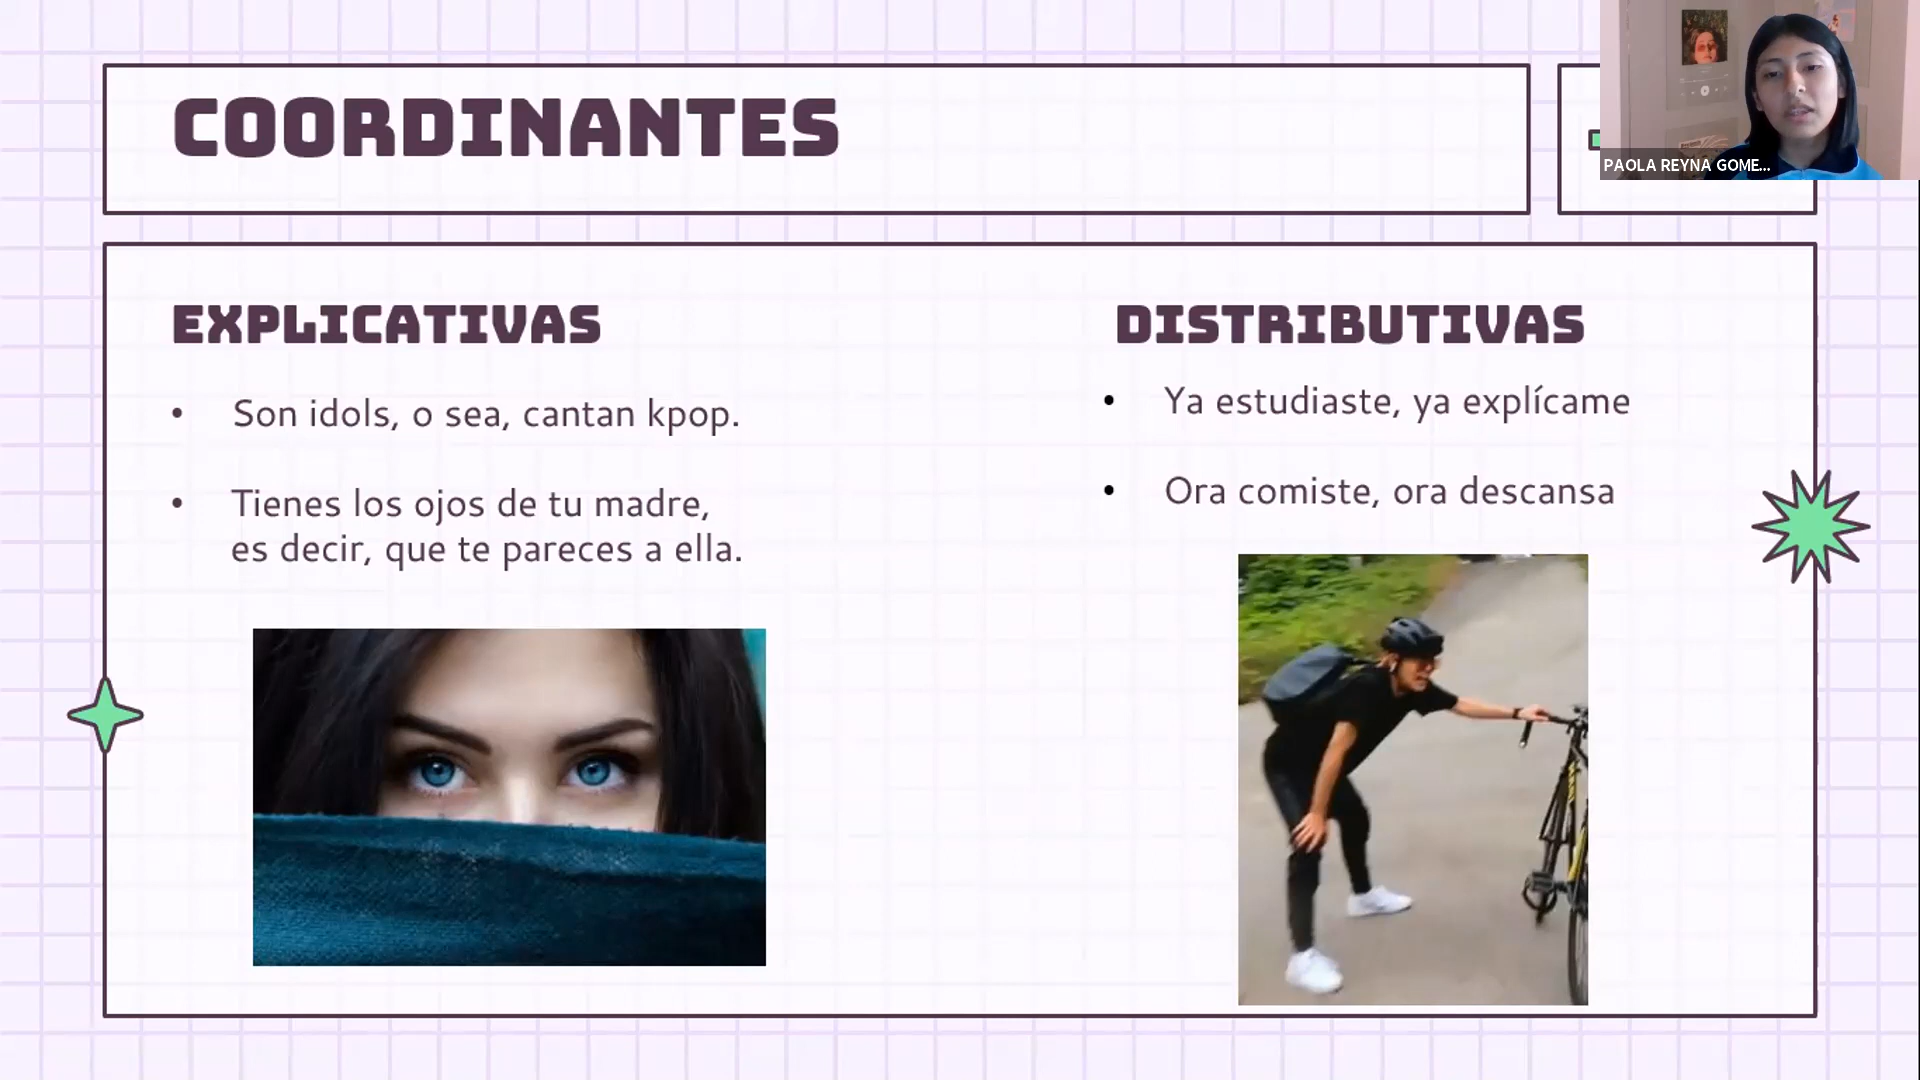 COORDINANTES
PAOLA REYNA GOME...
EXPLICATIVAS
• Son idols, o sea, cantan kpop.
• Tienes los ojos de tu madre,
es decir, que te pareces a ella.
DISTRIBUTIVAS
• Ya estudiaste, ya explícame
• Ora comiste, ora descansa